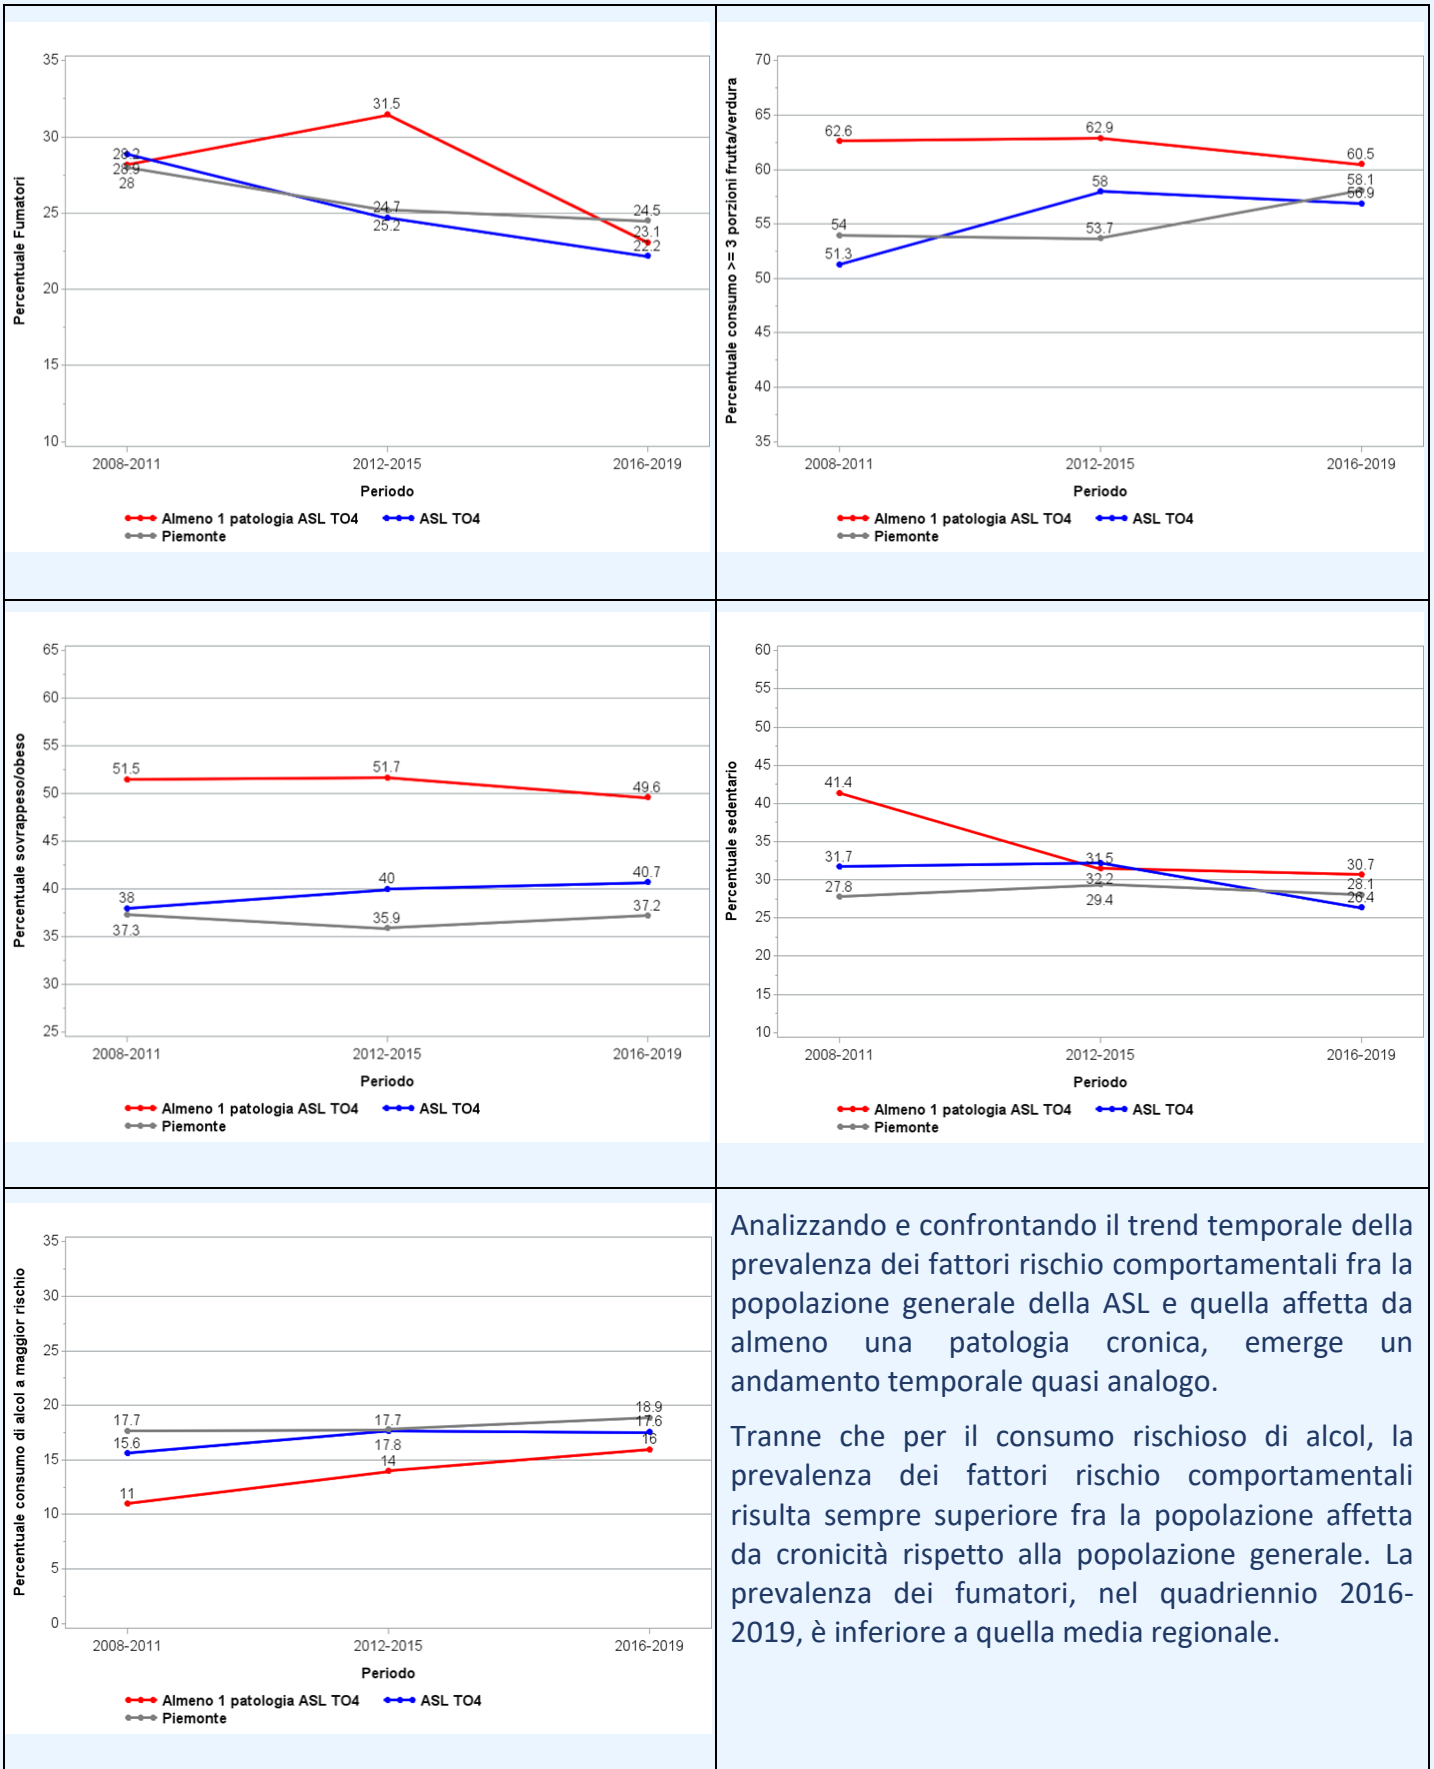 35
30
25
20
15
10
Percentuale Fumatori
28.2
28.9
28
31.5
24.7
25.2
24.5
23.1
22.2
2008-2011 2012-2015 2016-2019
Periodo
Almeno 1 patologia ASL TO4 ASL TO4
Piemonte
70
65
60
55
50
45
40
35
Percentuale consumo >= 3 porzioni frutta/verdura
62.6
54
51.3
62.9
58
53.7
60.5
58.1
56.9
2008-2011 2012-2015 2016-2019
Periodo
Almeno 1 patologia ASL TO4 ASL TO4
Piemonte
65
60
55
50
45
40
35
30
25
Percentuale sovrappeso/obeso
51.5
38
37.3
51.7
40
35.9
49.6
40.7
37.2
2008-2011 2012-2015 2016-2019
Periodo
Almeno 1 patologia ASL TO4 ASL TO4
Piemonte
60
55
50
45
40
35
30
25
20
15
10
Percentuale sedentario
41.4
31.7
27.8
31.5
32.2
29.4
30.7
28.1
26.4
2008-2011 2012-2015 2016-2019
Periodo
Almeno 1 patologia ASL TO4 ASL TO4
Piemonte
35
30
25
20
15
10
5
0
Percentuale consumo di alcol a maggior rischio
17.7
15.6
11
17.7
17.8
14
18.9
17.6
16
2008-2011 2012-2015 2016-2019
Periodo
Almeno 1 patologia ASL TO4 ASL TO4
Piemonte
Analizzando e confrontando il trend temporale della
prevalenza dei fattori rischio comportamentali fra la
popolazione generale della ASL e quella affetta da
almeno una patologia cronica, emerge un
andamento temporale quasi analogo.
Tranne che per il consumo rischioso di alcol, la
prevalenza dei fattori rischio comportamentali
risulta sempre superiore fra la popolazione affetta
da cronicità rispetto alla popolazione generale. La
prevalenza dei fumatori, nel quadriennio 2016-
2019, è inferiore a quella media regionale.